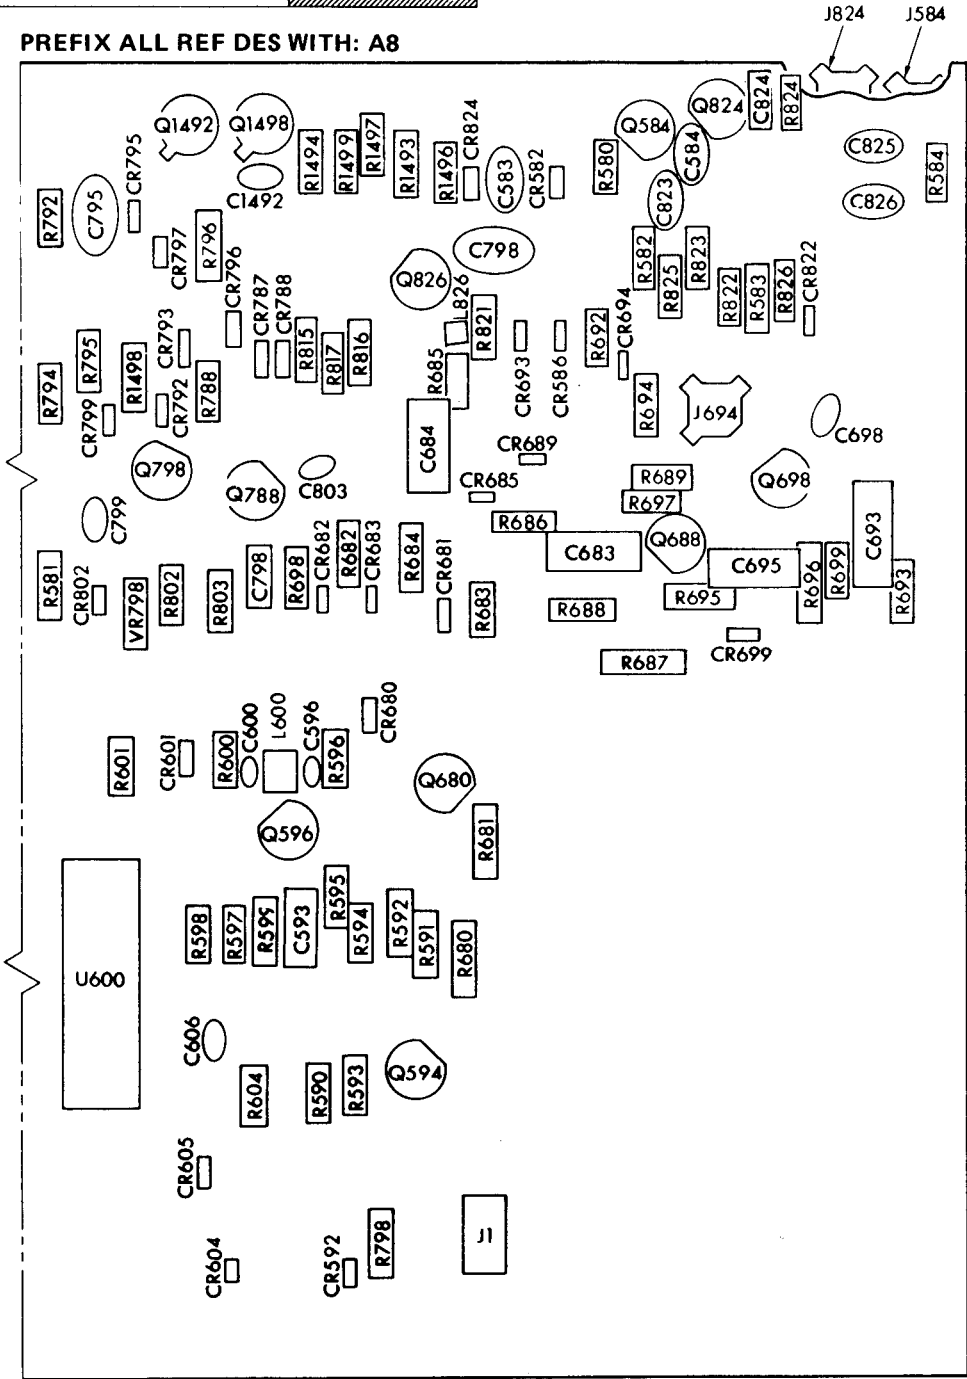 J824 J584
PREFIX ALL REF DES WITH: A8
Q1492 Q1498 R1494 R1499 R1497 R1493 R1496 CR824 C583 CR582 R580 Q584 C584 Q824 C824 R824
R792 C795 CR795 C1492 C823 C825 C826 R584
CR797 R796 CR796 Q826 C798 R582 R825 R823 R822 R583 R826 CR822
CR793 CR787 CR788 R815 R817 R816 L826 R821 R692 CR694
R794 R795 CR799 R1498 CR792 R788 R685 CR693 CR586 R694 J694 C698
Q798 Q788 C803 C684 CR689 CR685 R689 R697 Q698
C799 R686 C683 Q688 C695 C693
R581 CR802 VR798 R802 R803 C798 R698 CR682 R682 CR683 R684 CR681 R683 R688 R695 R696 R699 R693
R687 CR699
R601 CR601 R600 C600 L600 C596 R596 CR680 Q680
Q596 R681
R598 R597 R599 C593 R595 R594 R592 R591 R680
U600
C606
R604 R590 R593 Q594
CR605
CR604 CR592 R798 J1